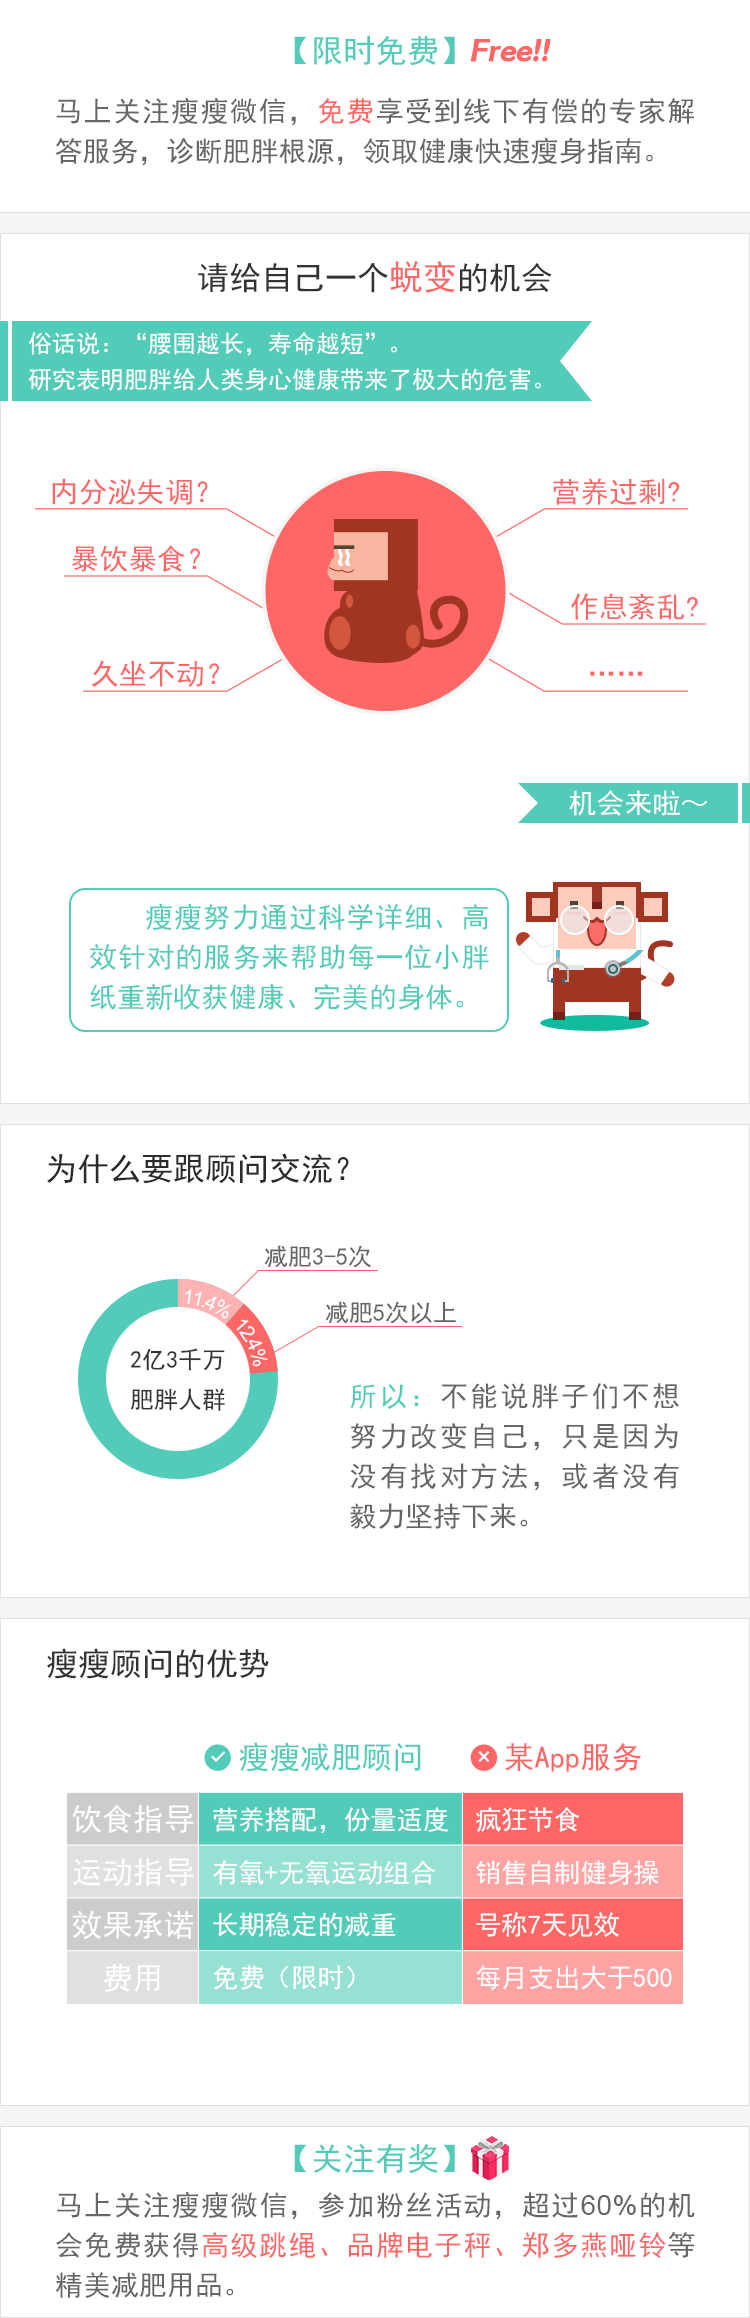 【限时免费】Free!!
马上关注瘦瘦微信，免费享受到线下有偿的专家解
答服务，诊断肥胖根源，领取健康快速瘦身指南。
请给自己一个蜕变的机会
俗话说：“腰围越长，寿命越短”。
研究表明肥胖给人类身心健康带来了极大的危害。
内分泌失调？
营养过剩？
暴饮暴食？
作息紊乱？
久坐不动？
……
机会来啦～
瘦瘦努力通过科学详细、高
效针对的服务来帮助每一位小胖
纸重新收获健康、完美的身体。
为什么要跟顾问交流？
减肥3-5次
11.4%
减肥5次以上
12.4%
2亿3千万
肥胖人群
所以：不能说胖子们不想
努力改变自己，只是因为
没有找对方法，或者没有
毅力坚持下来。
瘦瘦顾问的优势
瘦瘦减肥顾问 某App服务
饮食指导 营养搭配，份量适度 疯狂节食
运动指导 有氧+无氧运动组合 销售自制健身操
效果承诺 长期稳定的减重 号称7天见效
费用 免费（限时） 每月支出大于500
【关注有奖】
马上关注瘦瘦微信，参加粉丝活动，超过60%的机
会免费获得高级跳绳、品牌电子秤、郑多燕哑铃等
精美减肥用品。